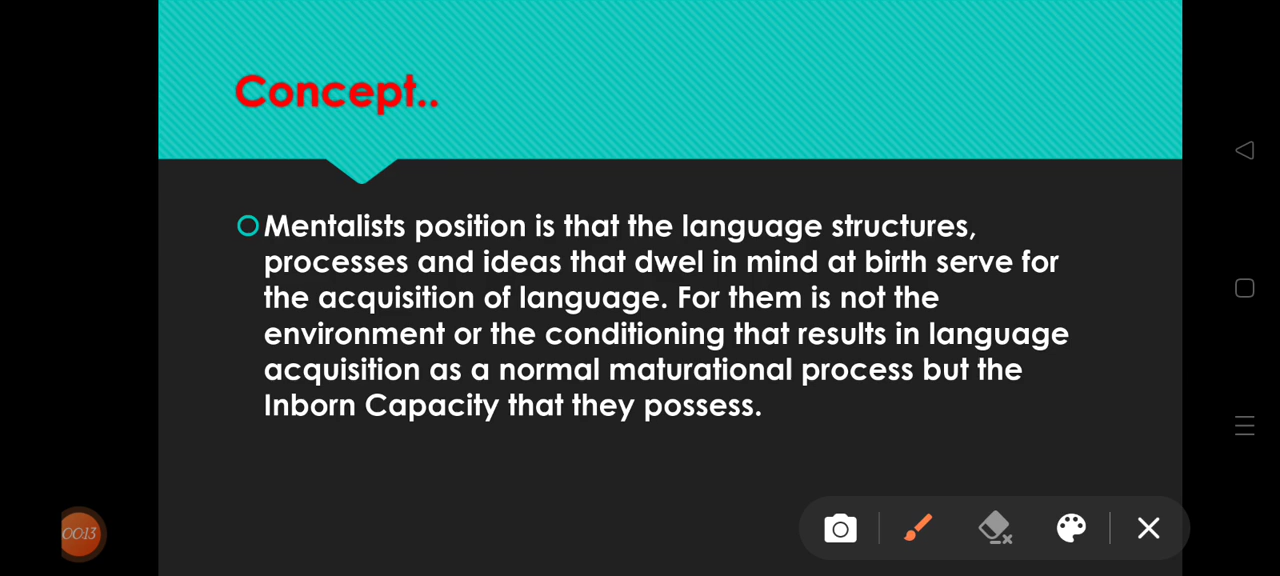 Concept..
Mentalists position is that the language structures,
processes and ideas that dwel in mind at birth serve for
the acquisition of language. For them is not the
environment or the conditioning that results in language
acquisition as a normal maturational process but the
Inborn Capacity that they possess.
00:13